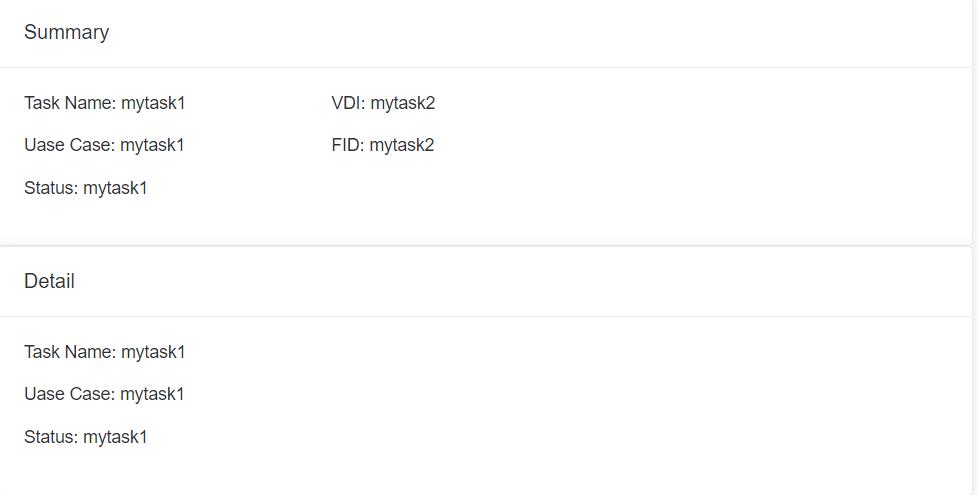 Summary
Task Name: mytask1 VDI: mytask2
Uase Case: mytask1 FID: mytask2
Status: mytask1
Detail
Task Name: mytask1
Uase Case: mytask1
Status: mytask1